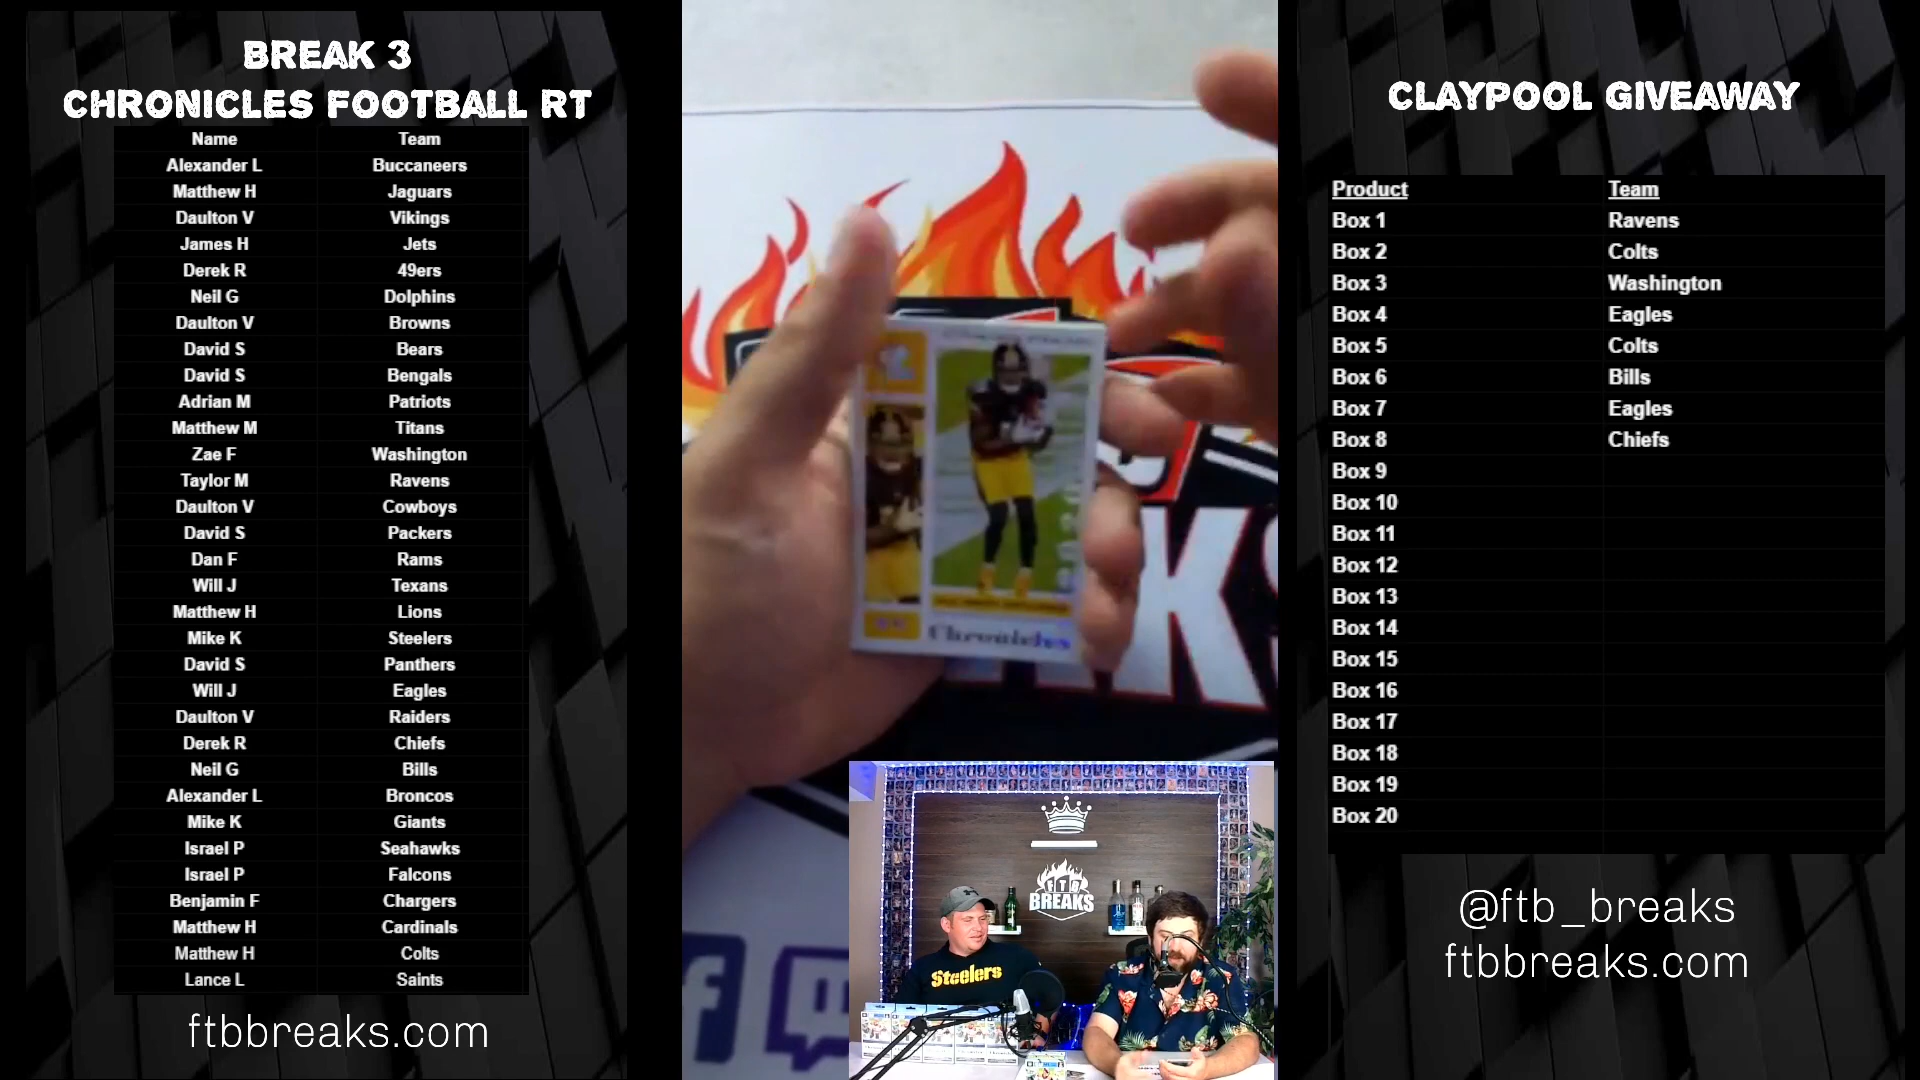 BREAK 3
CHRONICLES FOOTBALL RT
Name Team
Alexander L Buccaneers
Matthew H Jaguars
Daulton V Vikings
James H Jets
Derek R 49ers
Neil G Dolphins
Daulton V Browns
David S Bears
David S Bengals
Adrian M Patriots
Matthew M Titans
Zae F Washington
Taylor M Ravens
Daulton V Cowboys
David S Packers
Dan F Rams
Will J Texans
Matthew H Lions
Mike K Steelers
David S Panthers
Will J Eagles
Daulton V Raiders
Derek R Chiefs
Neil G Bills
Alexander L Broncos
Mike K Giants
Israel P Seahawks
Israel P Falcons
Benjamin F Chargers
Matthew H Cardinals
Matthew H Colts
Lance L Saints
ftbbreaks.com
Chronicles
FTB
BREAKS
Steelers
CLAYPOOL GIVEAWAY
Product Team
Box 1 Ravens
Box 2 Colts
Box 3 Washington
Box 4 Eagles
Box 5 Colts
Box 6 Bills
Box 7 Eagles
Box 8 Chiefs
Box 9
Box 10
Box 11
Box 12
Box 13
Box 14
Box 15
Box 16
Box 17
Box 18
Box 19
Box 20
@ftb_breaks
ftbbreaks.com